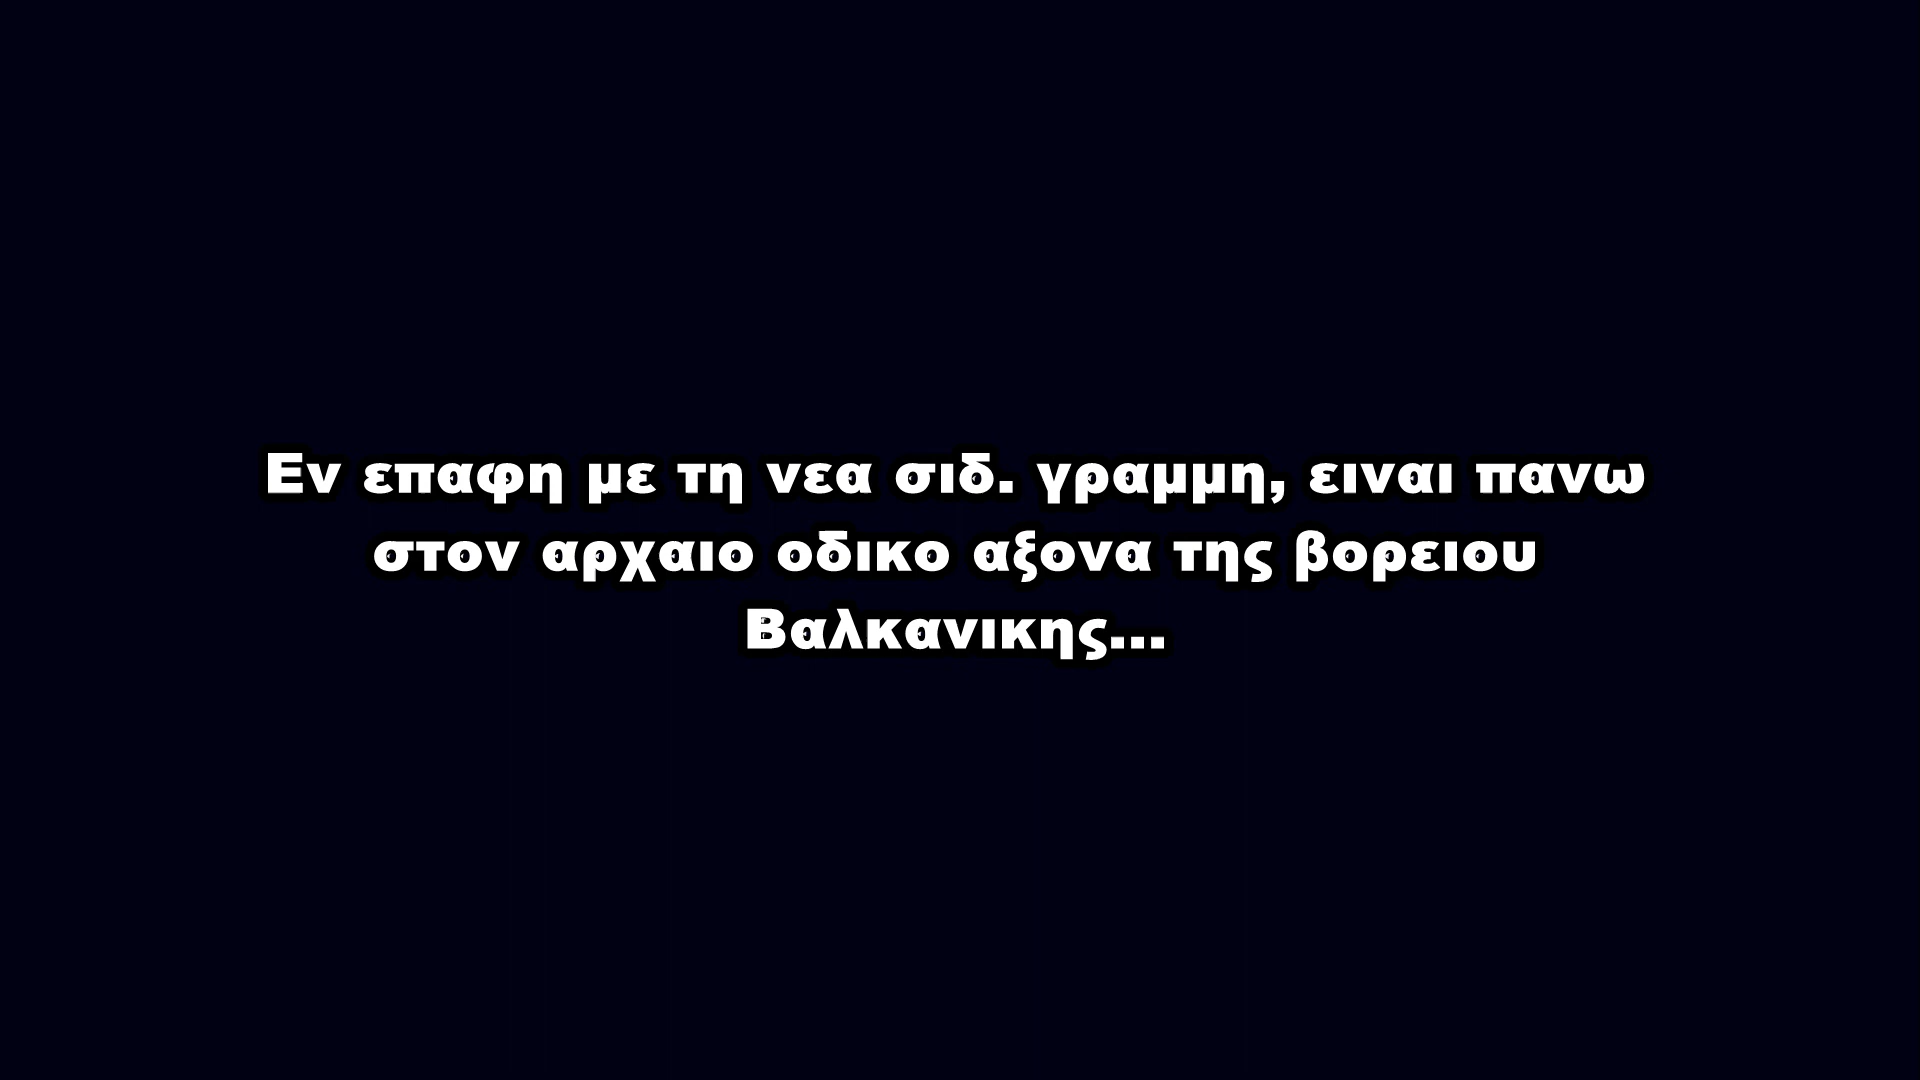 Εν επαφη με τη νεα σιδ. γραμμη, ειναι πανω
στον αρχαιο οδικο αξονα της βορειου
Βαλκανικης...